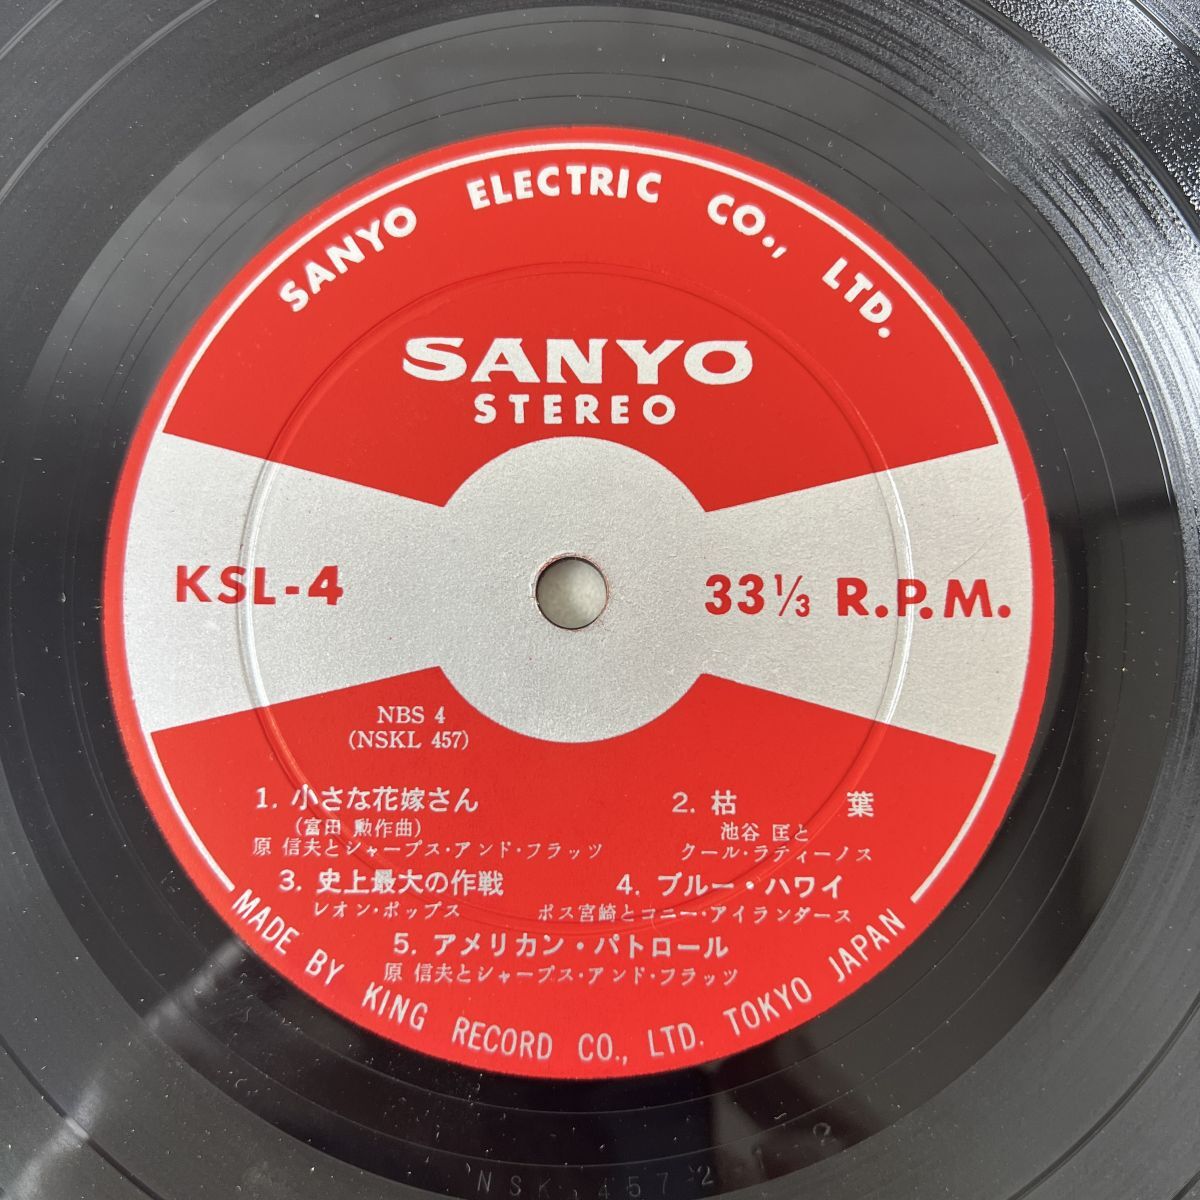 SANYO ELECTRIC CO., LTD.
SANYO
STEREO
KSL-4
33 1/3 R.P.M.
NBS 4
(NSKL 457)
1. 小さな花嫁さん
(冨田 勲作曲)
原 信夫とシャープス・アンド・フラッツ
2. 枯 葉
池谷 匡と
クール・ラティーノス
3. 史上最大の作戦
レオン・ポップス
4. ブルー・ハワイ
ポス宮崎とコニー・アイランダース
5. アメリカン・パトロール
原 信夫とシャープス・アンド・フラッツ
MADE BY KING RECORD CO., LTD. TOKYO JAPAN